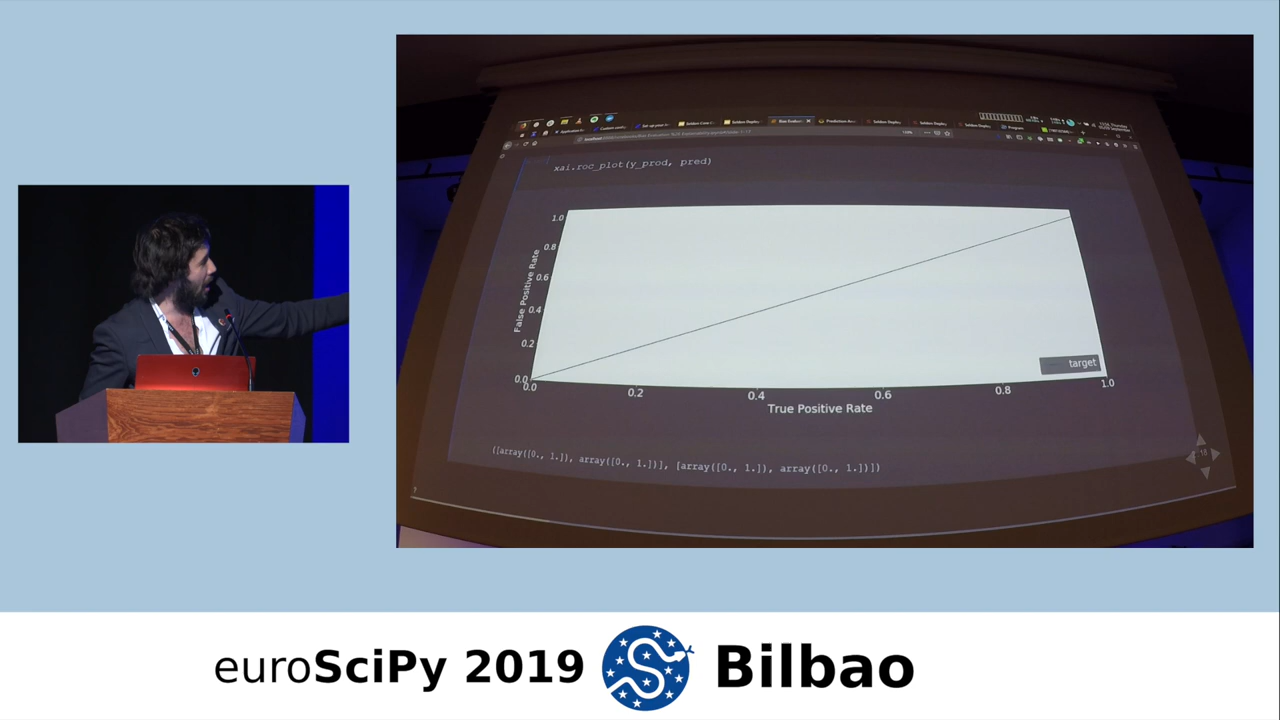 xai.roc_plot(y_prod, pred)
1.0
0.8
0.6
0.4
0.2
0.0
False Positive Rate
target
0.0 0.2 0.4 0.6 0.8 1.0
True Positive Rate
([array([0., 1.]), array([0., 1.])], [array([0., 1.]), array([0., 1.])])
18
?
euroSciPy 2019 Bilbao